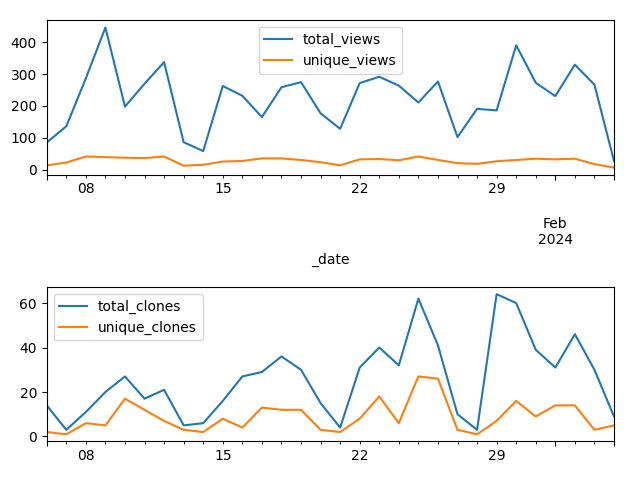 400
300
200
100
0
total_views
unique_views
08 15 22 29
Feb
2024
_date
60
40
20
0
total_clones
unique_clones
08 15 22 29